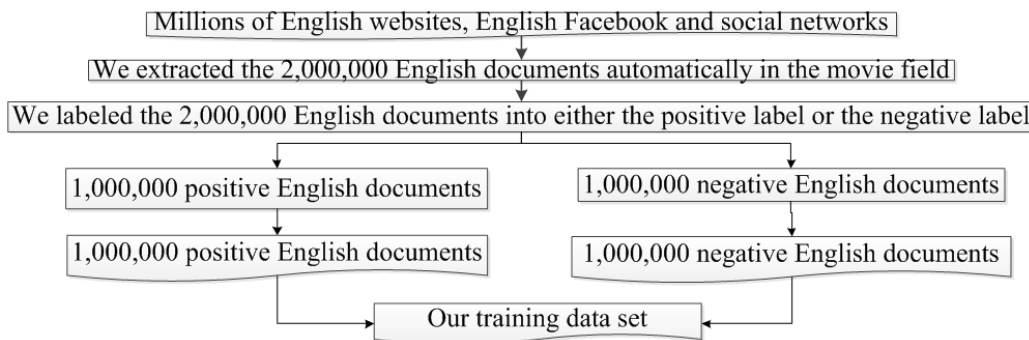 Millions of English websites, English Facebook and social networks
We extracted the 2,000,000 English documents automatically in the movie field
We labeled the 2,000,000 English documents into either the positive label or the negative label
1,000,000 positive English documents
1,000,000 negative English documents
1,000,000 positive English documents
1,000,000 negative English documents
Our training data set